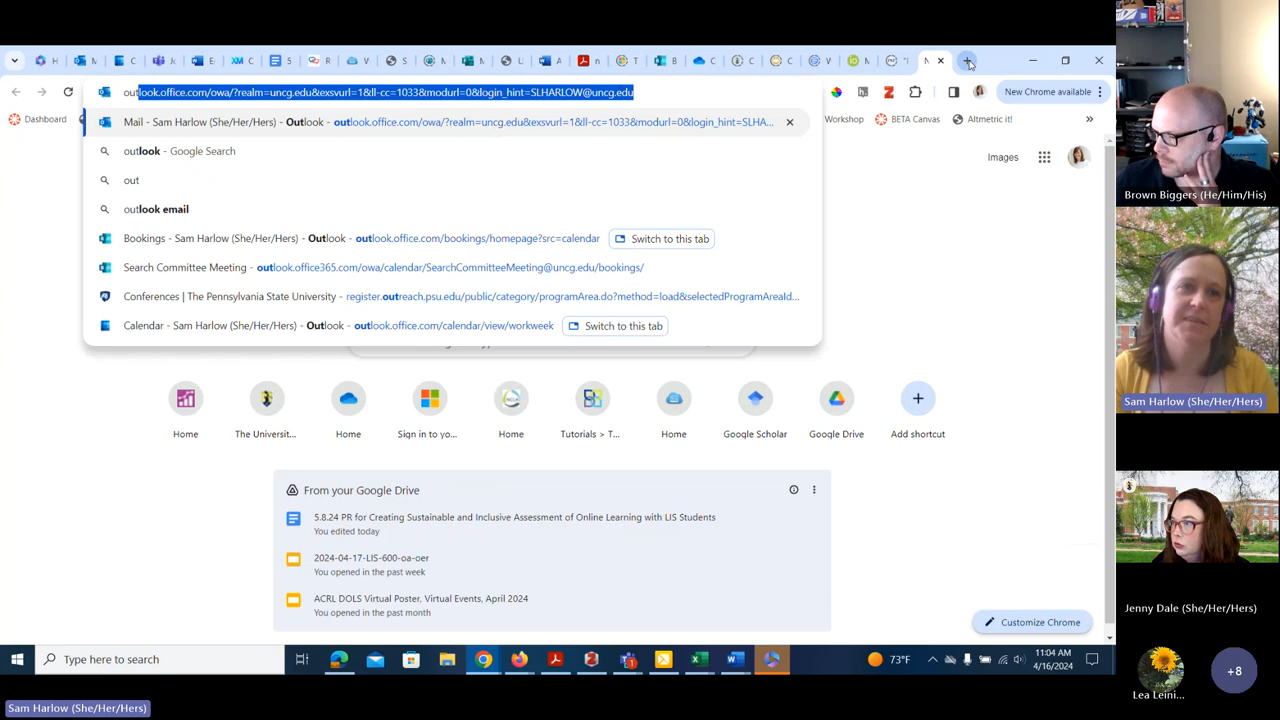 outlook.office.com/owa/?realm=uncg.edu&exsvurl=1&ll-cc=1033&modurl=0&login_hint=SLHARLOW@uncg.edu
New Chrome available
Dashboard
Workshop
BETA Canvas
Altmetric it!
»
Mail - Sam Harlow (She/Her/Hers) - Outlook - outlook.office.com/owa/?realm=uncg.edu&exsvurl=1&ll-cc=1033&modurl=0&login_hint=SLHA...
outlook - Google Search
out
outlook email
Bookings - Sam Harlow (She/Her/Hers) - Outlook - outlook.office.com/bookings/homepage?src=calendar Switch to this tab
Search Committee Meeting - outlook.office365.com/owa/calendar/SearchCommitteeMeeting@uncg.edu/bookings/
Conferences | The Pennsylvania State University - register.outreach.psu.edu/public/category/programArea.do?method=load&selectedProgramAreaId...
Calendar - Sam Harlow (She/Her/Hers) - Outlook - outlook.office.com/calendar/view/workweek Switch to this tab
Images
Home
The Universit...
Home
Sign in to yo...
Home
Tutorials > T...
Home
Google Scholar
Google Drive
Add shortcut
From your Google Drive
5.8.24 PR for Creating Sustainable and Inclusive Assessment of Online Learning with LIS Students
You edited today
2024-04-17-LIS-600-oa-oer
You opened in the past week
ACRL DOLS Virtual Poster, Virtual Events, April 2024
You opened in the past month
Customize Chrome
Type here to search
73°F
11:04 AM
4/16/2024
Sam Harlow (She/Her/Hers)
Brown Biggers (He/Him/His)
Sam Harlow (She/Her/Hers)
Jenny Dale (She/Her/Hers)
Lea Leini...
+8